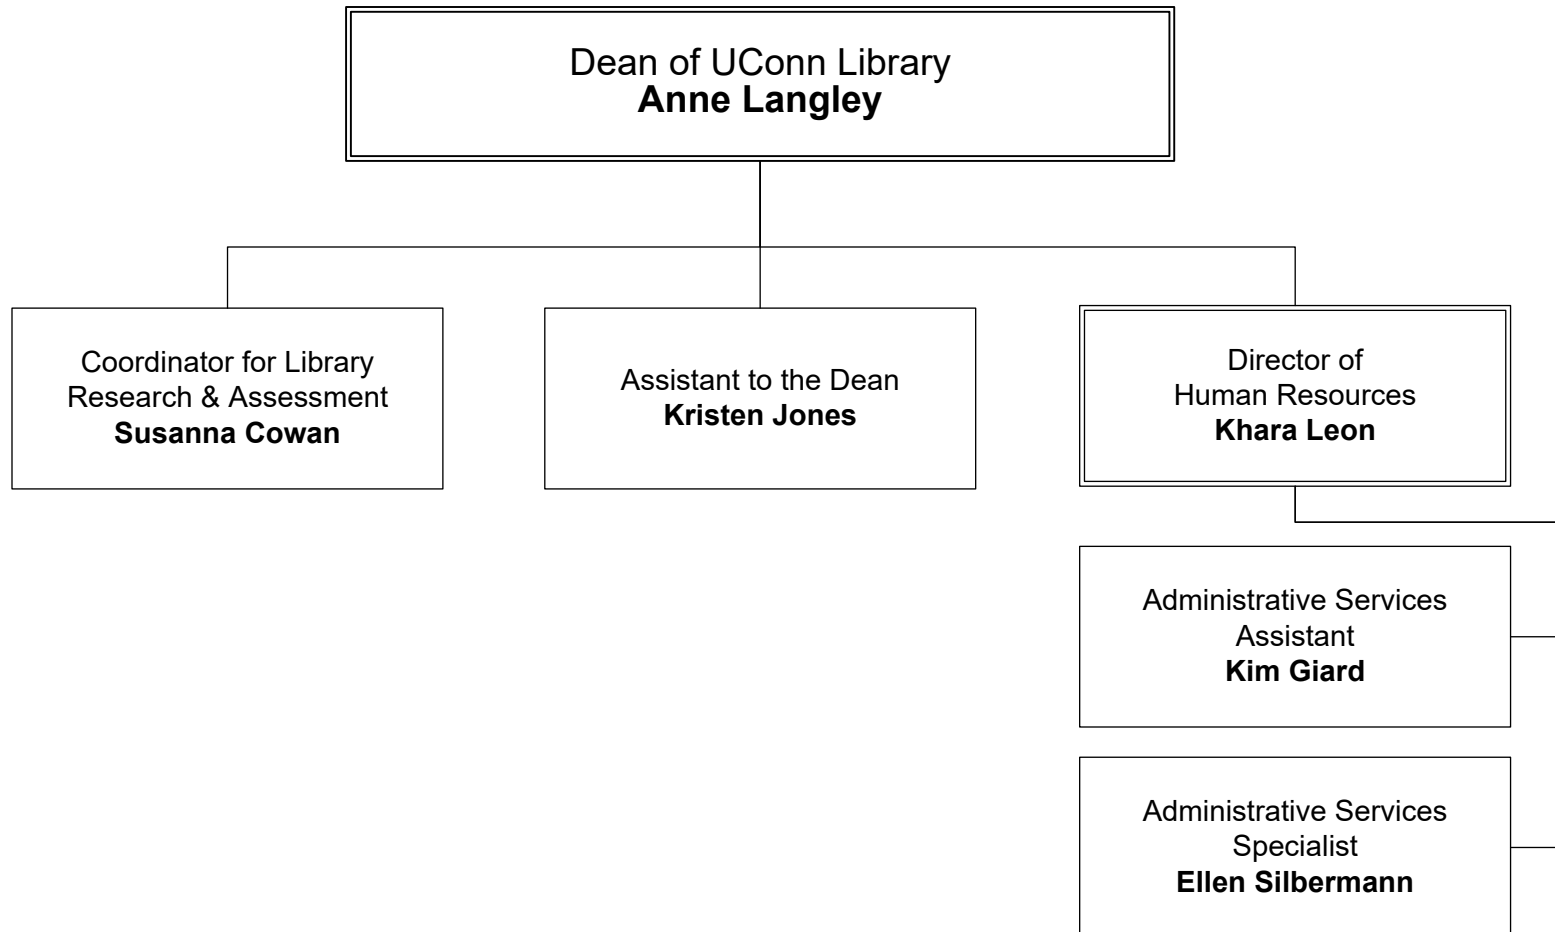 Dean of UConn Library
Anne Langley
Coordinator for Library
Research & Assessment
Susanna Cowan
Assistant to the Dean
Kristen Jones
Director of
Human Resources
Khara Leon
Administrative Services
Assistant
Kim Giard
Administrative Services
Specialist
Ellen Silbermann